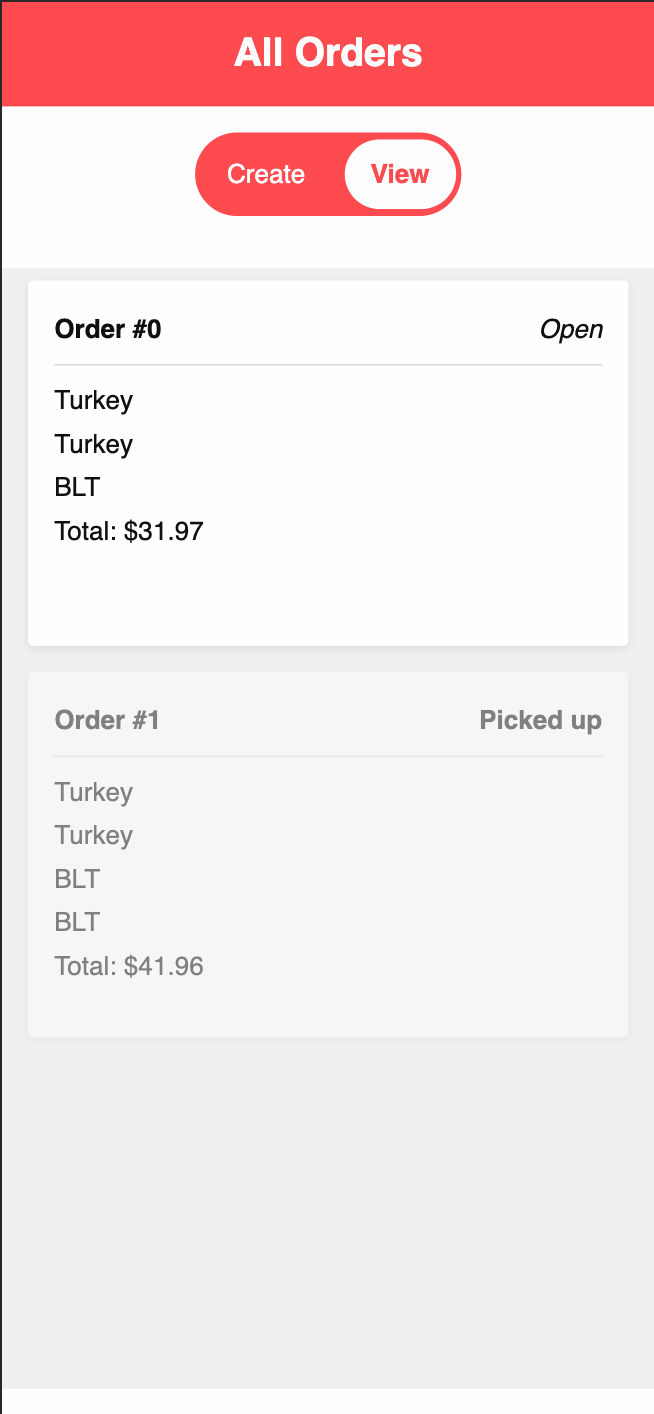 All Orders
Create View
Order #0 Open
Turkey
Turkey
BLT
Total: $31.97
Order #1 Picked up
Turkey
Turkey
BLT
BLT
Total: $41.96